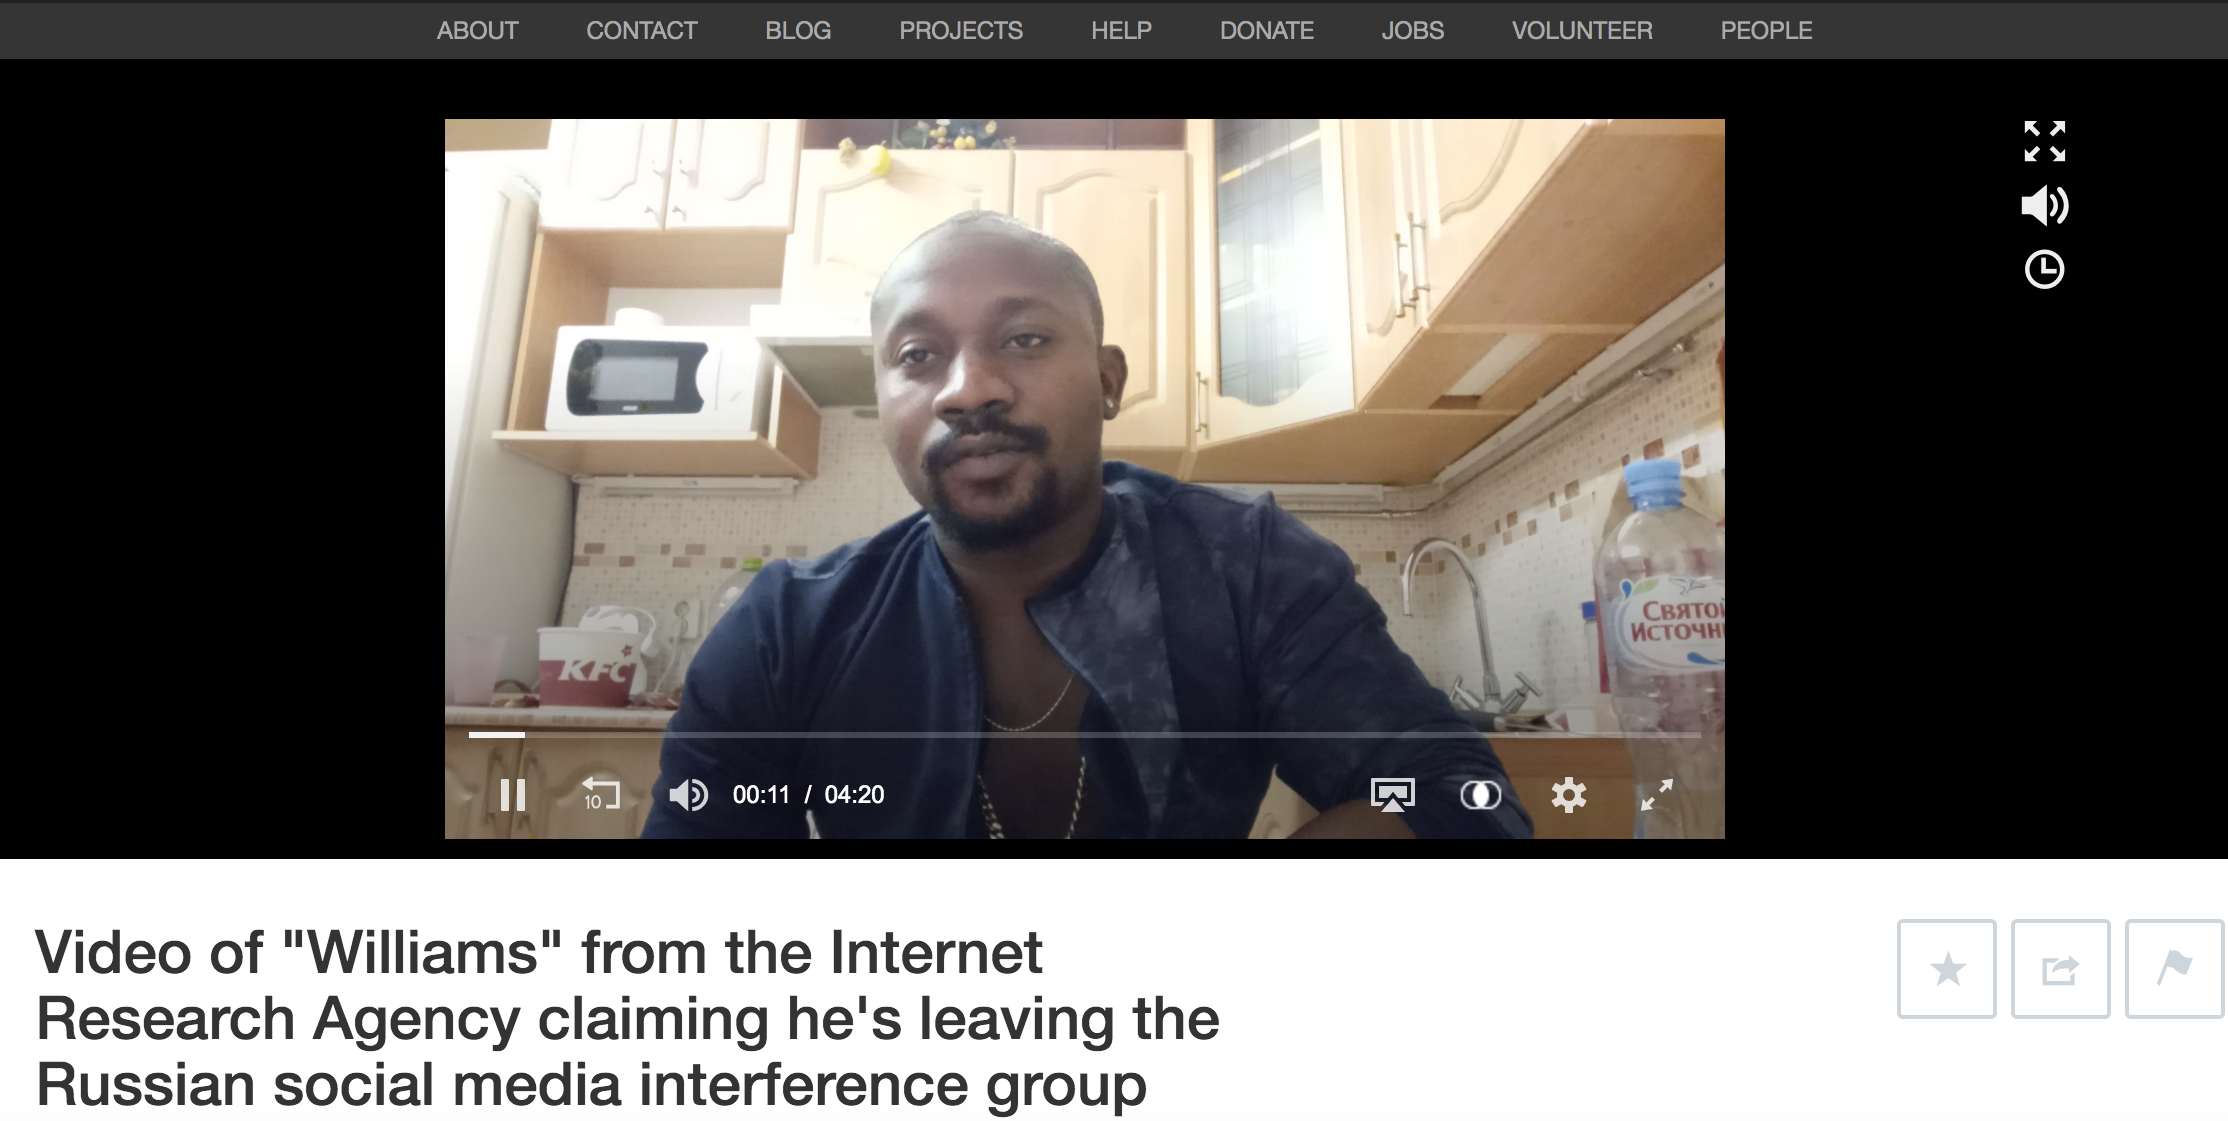 ABOUT CONTACT BLOG PROJECTS HELP DONATE JOBS VOLUNTEER PEOPLE
KFC
СВЯТОЙ
ИСТОЧН
10
00:11 / 04:20
Video of "Williams" from the Internet
Research Agency claiming he's leaving the
Russian social media interference group